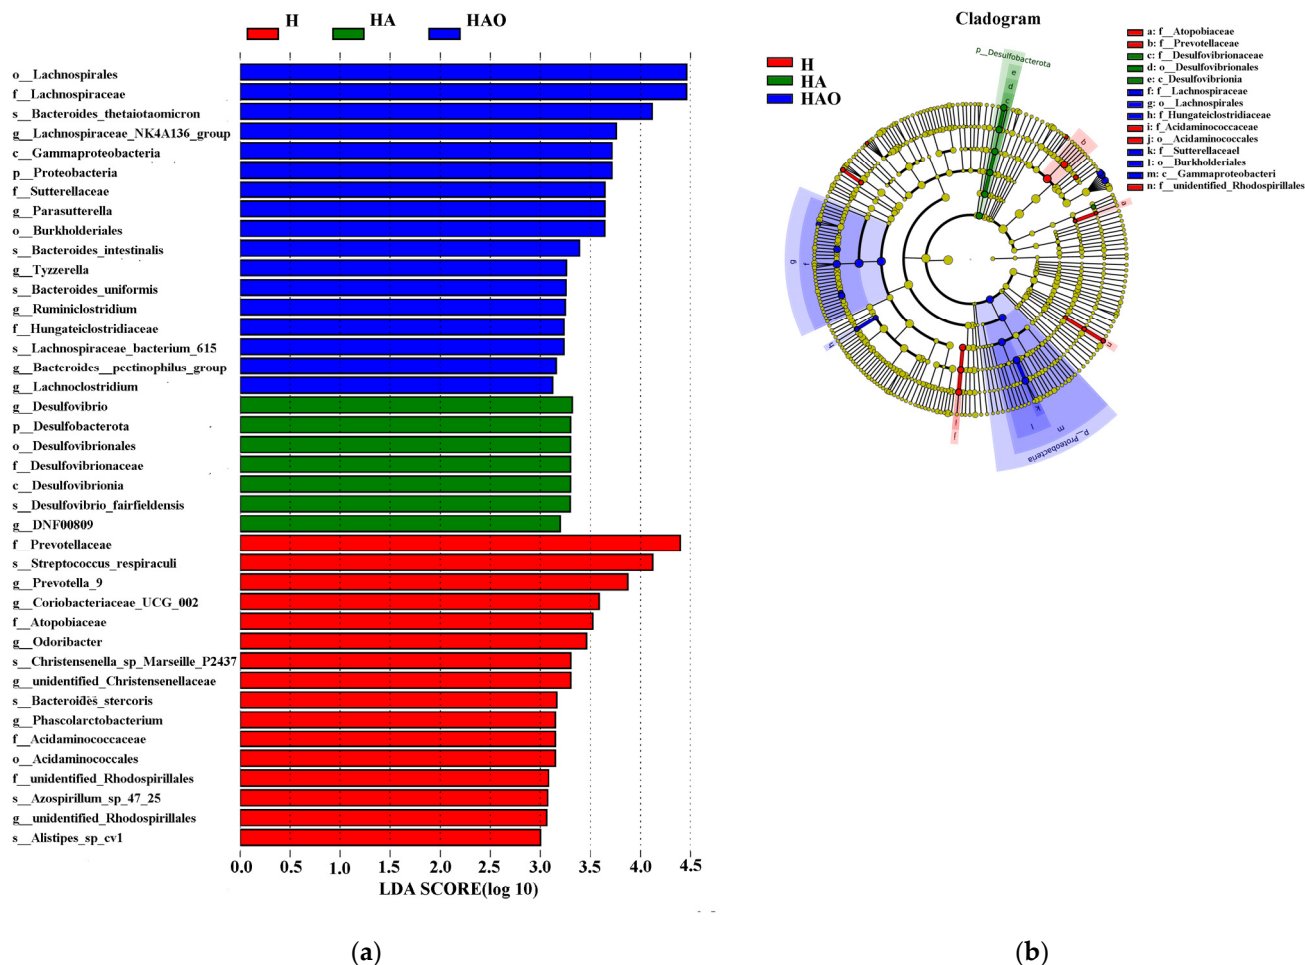 H HA HAO
o__Lachnospirales
f__Lachnospiraceae
s__Bacteroides_thetaiotaomicron
g__Lachnospiraceae_NK4A136_group
c__Gammaproteobacteria
p__Proteobacteria
f__Sutterellaceae
g__Parasutterella
o__Burkholderiales
s__Bacteroides_intestinalis
g__Tyzzerella
s__Bacteroides_uniformis
g__Ruminiclostridium
f__Hungateiclostridiaceae
s__Lachnospiraceae_bacterium_615
g__Bacteroides__pectinophilus_group
g__Lachnoclostridium
g__Desulfovibrio
p__Desulfobacterota
o__Desulfovibrionales
f__Desulfovibrionaceae
c__Desulfovibrionia
s__Desulfovibrio_fairfieldensis
g__DNF00809
f__Prevotellaceae
s__Streptococcus_respiraculi
g__Prevotella_9
g__Coriobacteriaceae_UCG_002
f__Atopobiaceae
g__Odoribacter
s__Christensenella_sp_Marseille_P2437
g__unidentified_Christensenellaceae
s__Bacteroides_stercoris
g__Phascolarctobacterium
f__Acidaminococcaceae
o__Acidaminococcales
f__unidentified_Rhodospirillales
s__Azospirillum_sp_47_25
g__unidentified_Rhodospirillales
s__Alistipes_sp_cv1
0.0 0.5 1.0 1.5 2.0 2.5 3.0 3.5 4.0 4.5
LDA SCORE(log 10)
(a)
Cladogram
H
HA
HAO
p__Desulfobacterota
e
d
c
b
a
g
f
h
n
k
l
m
p__Proteobacteria
a: f__Atopobiaceae
b: f__Prevotellaceae
c: f__Desulfovibrionaceae
d: o__Desulfovibrionales
e: c_Desulfovibrionia
f: f__Lachnospiraceae
g: o__Lachnospirales
h: f_Hungateiclostridiaceae
i: f_Acidaminococcaceae
j: o__Acidaminococcales
k: f__Sutterellaceael
l: o__Burkholderiales
m: c__Gammaproteobacteri
n: f__unidentified_Rhodospirillales
(b)